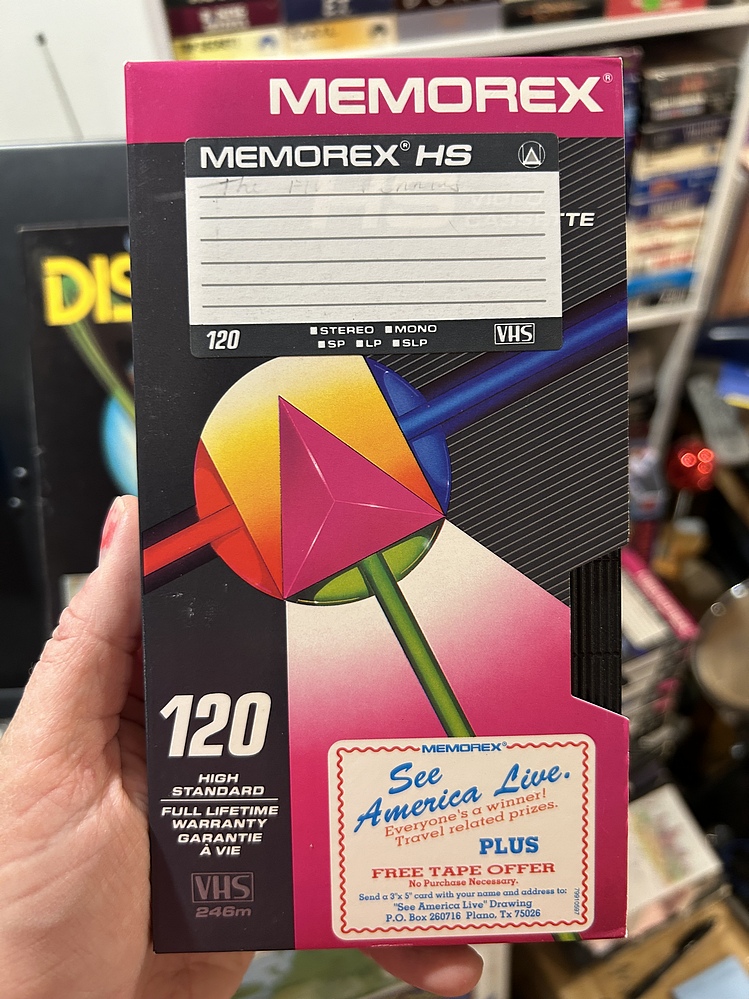 MEMOREX®
MEMOREX® HS
The
VIDEO
CASSETTE
120
STEREO MONO
SP LP SLP
VHS
DIS
120
HIGH
STANDARD
FULL LIFETIME
WARRANTY
GARANTIE
À VIE
VHS
246m
MEMOREX®
See
America Live.
Everyone's a winner!
Travel related prizes.
PLUS
FREE TAPE OFFER
No Purchase Necessary.
Send a 3"x 5" card with your name and address to:
"See America Live" Drawing
P.O. Box 260716 Plano, Tx 75026